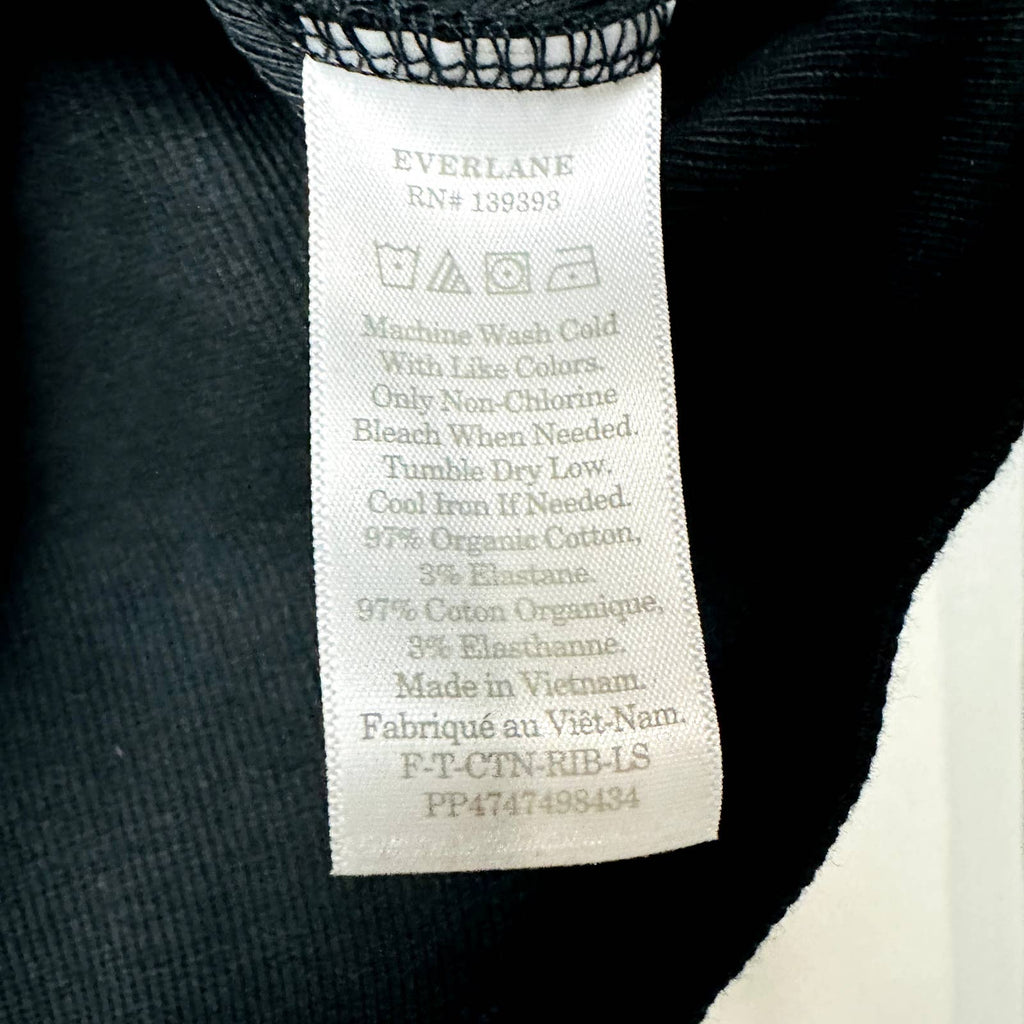 EVERLANE
RN# 139393
Machine Wash Cold
With Like Colors.
Only Non-Chlorine
Bleach When Needed.
Tumble Dry Low.
Cool Iron If Needed.
97% Organic Cotton,
3% Elastane.
97% Coton Organique,
3% Elasthanne.
Made in Vietnam.
Fabriqué au Viêt-Nam.
F-T-CTN-RIB-LS
PP4747498434